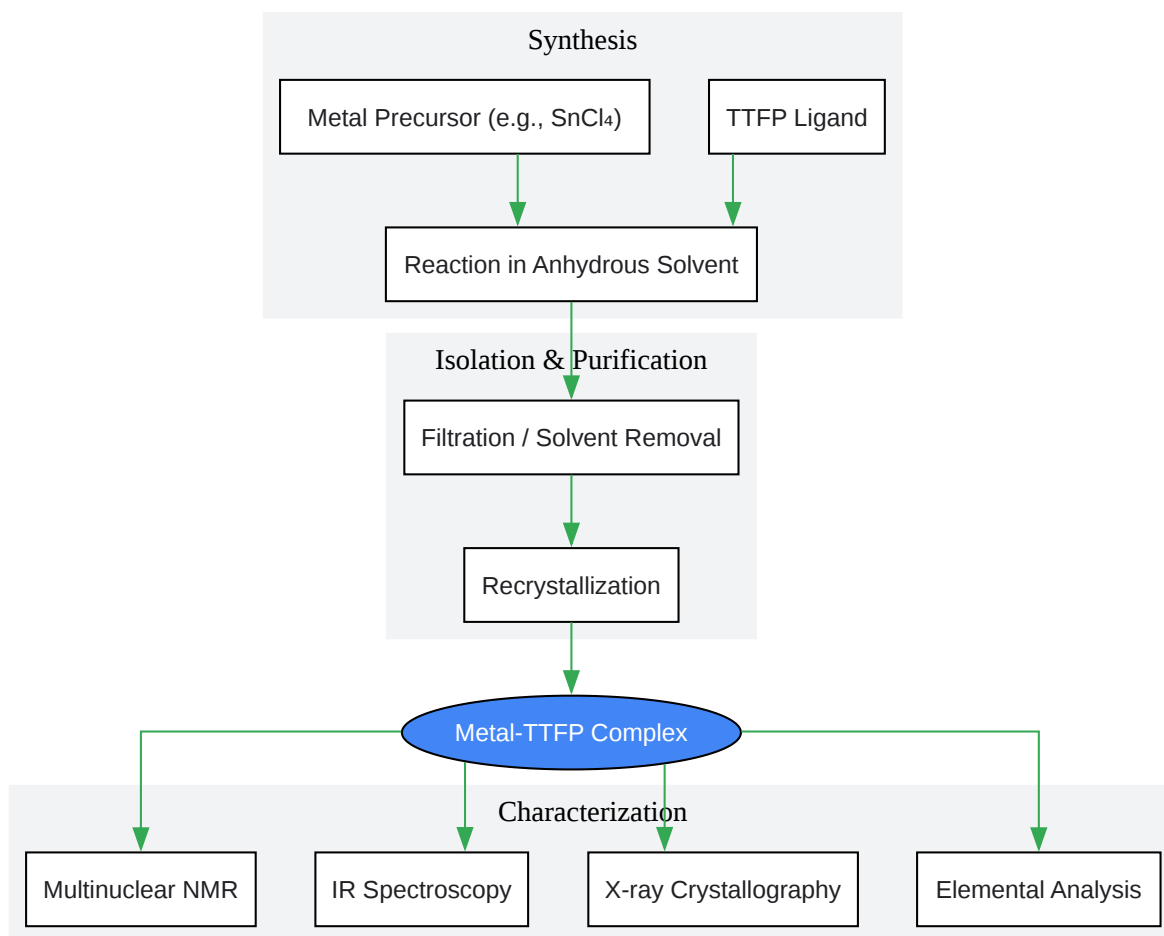 Synthesis
Metal Precursor (e.g., SnCl₄)
TTFP Ligand
Reaction in Anhydrous Solvent
Isolation & Purification
Filtration / Solvent Removal
Recrystallization
Metal-TTFP Complex
Characterization
Multinuclear NMR
IR Spectroscopy
X-ray Crystallography
Elemental Analysis